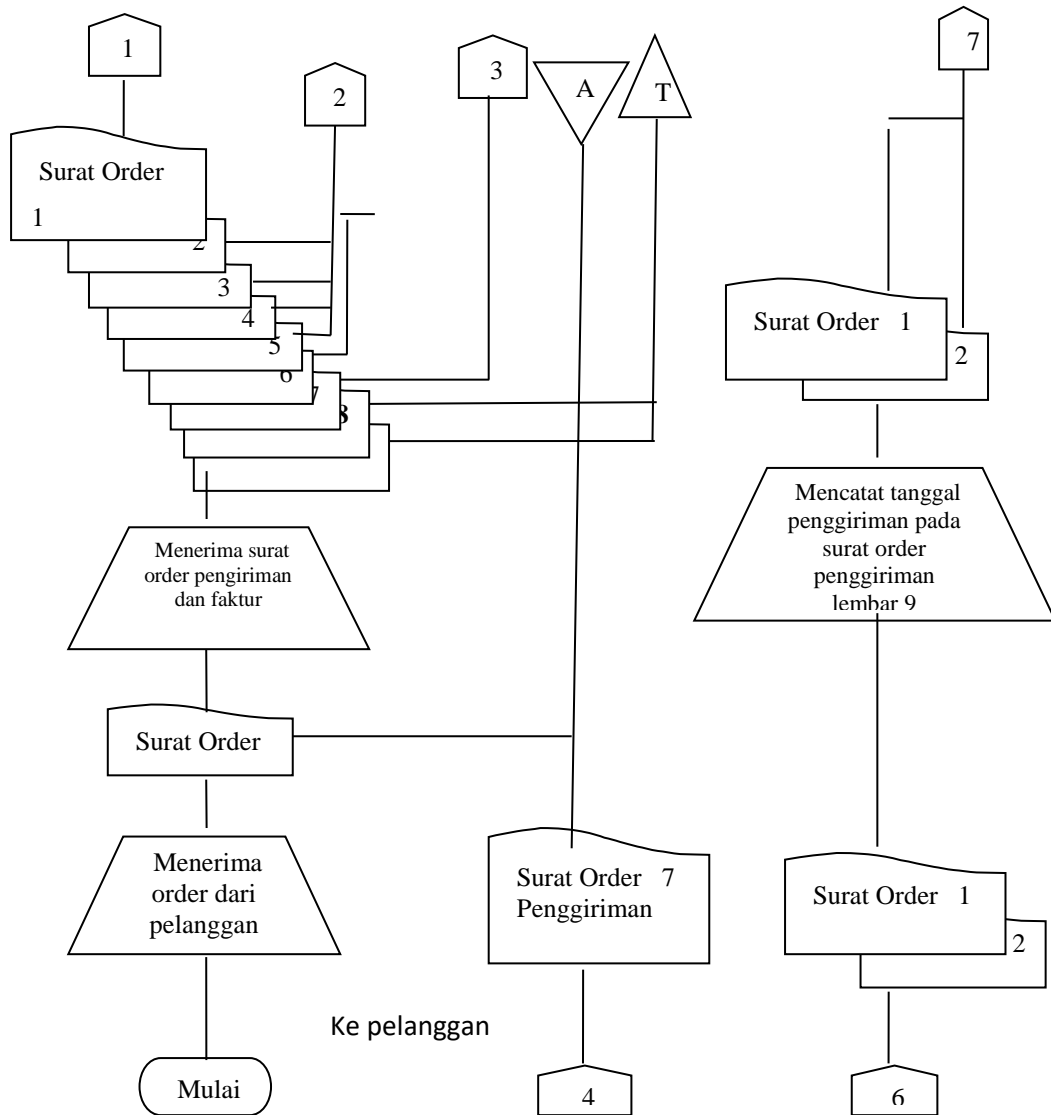 1
2
3
A
T
7
Surat Order
1
2
3
4
5
6
7
8
Surat Order 1
2
Menerima surat
order pengiriman
dan faktur
Mencatat tanggal
penggiriman pada
surat order
penggiriman
lembar 9
Surat Order
Menerima
order dari
pelanggan
Surat Order 7
Penggiriman
Surat Order 1
2
Ke pelanggan
Mulai
4
6